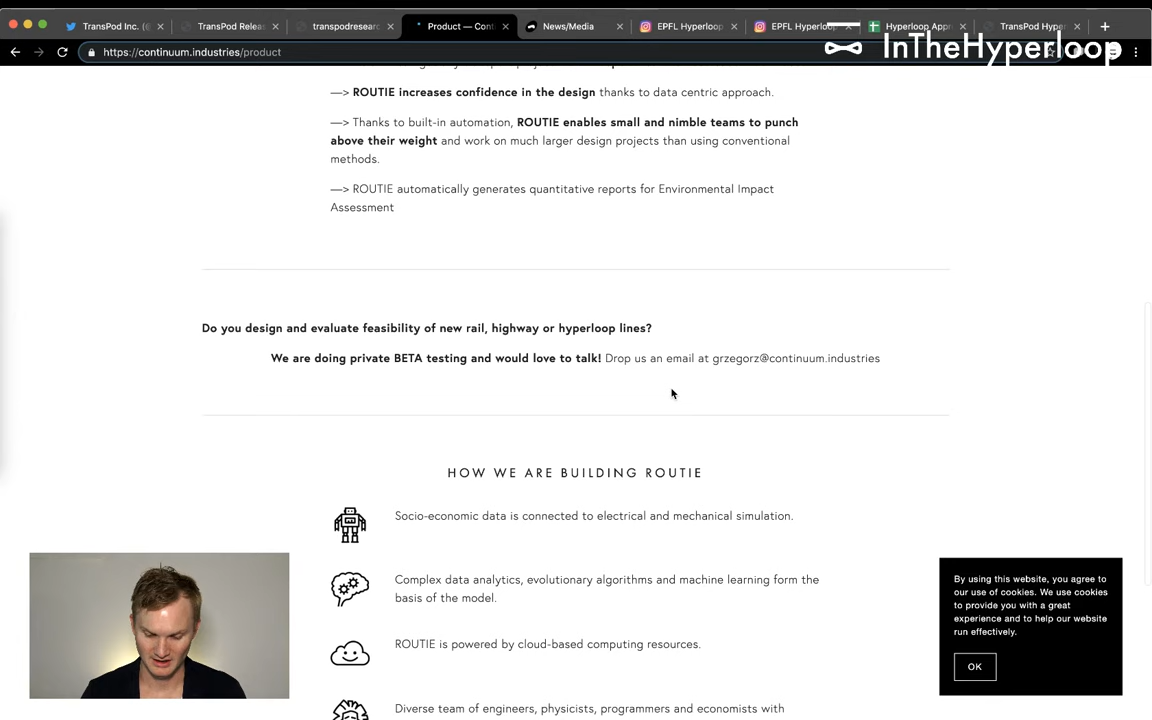 TransPod Inc. (@
TransPod Relea
transpodresearc
Product — Conti
News/Media
EPFL Hyperloop
EPFL Hyperloo
Hyperloop Appr
TransPod Hyper
https://continuum.industries/product
InTheHyperloop
—> ROUTIE increases confidence in the design thanks to data centric approach.
—> Thanks to built-in automation, ROUTIE enables small and nimble teams to punch
above their weight and work on much larger design projects than using conventional
methods.
—> ROUTIE automatically generates quantitative reports for Environmental Impact
Assessment
Do you design and evaluate feasibility of new rail, highway or hyperloop lines?
We are doing private BETA testing and would love to talk! Drop us an email at grzegorz@continuum.industries
HOW WE ARE BUILDING ROUTIE
Socio-economic data is connected to electrical and mechanical simulation.
Complex data analytics, evolutionary algorithms and machine learning form the
basis of the model.
ROUTIE is powered by cloud-based computing resources.
Diverse team of engineers, physicists, programmers and economists with
By using this website, you agree to
our use of cookies. We use cookies
to provide you with a great
experience and to help our website
run effectively.
OK